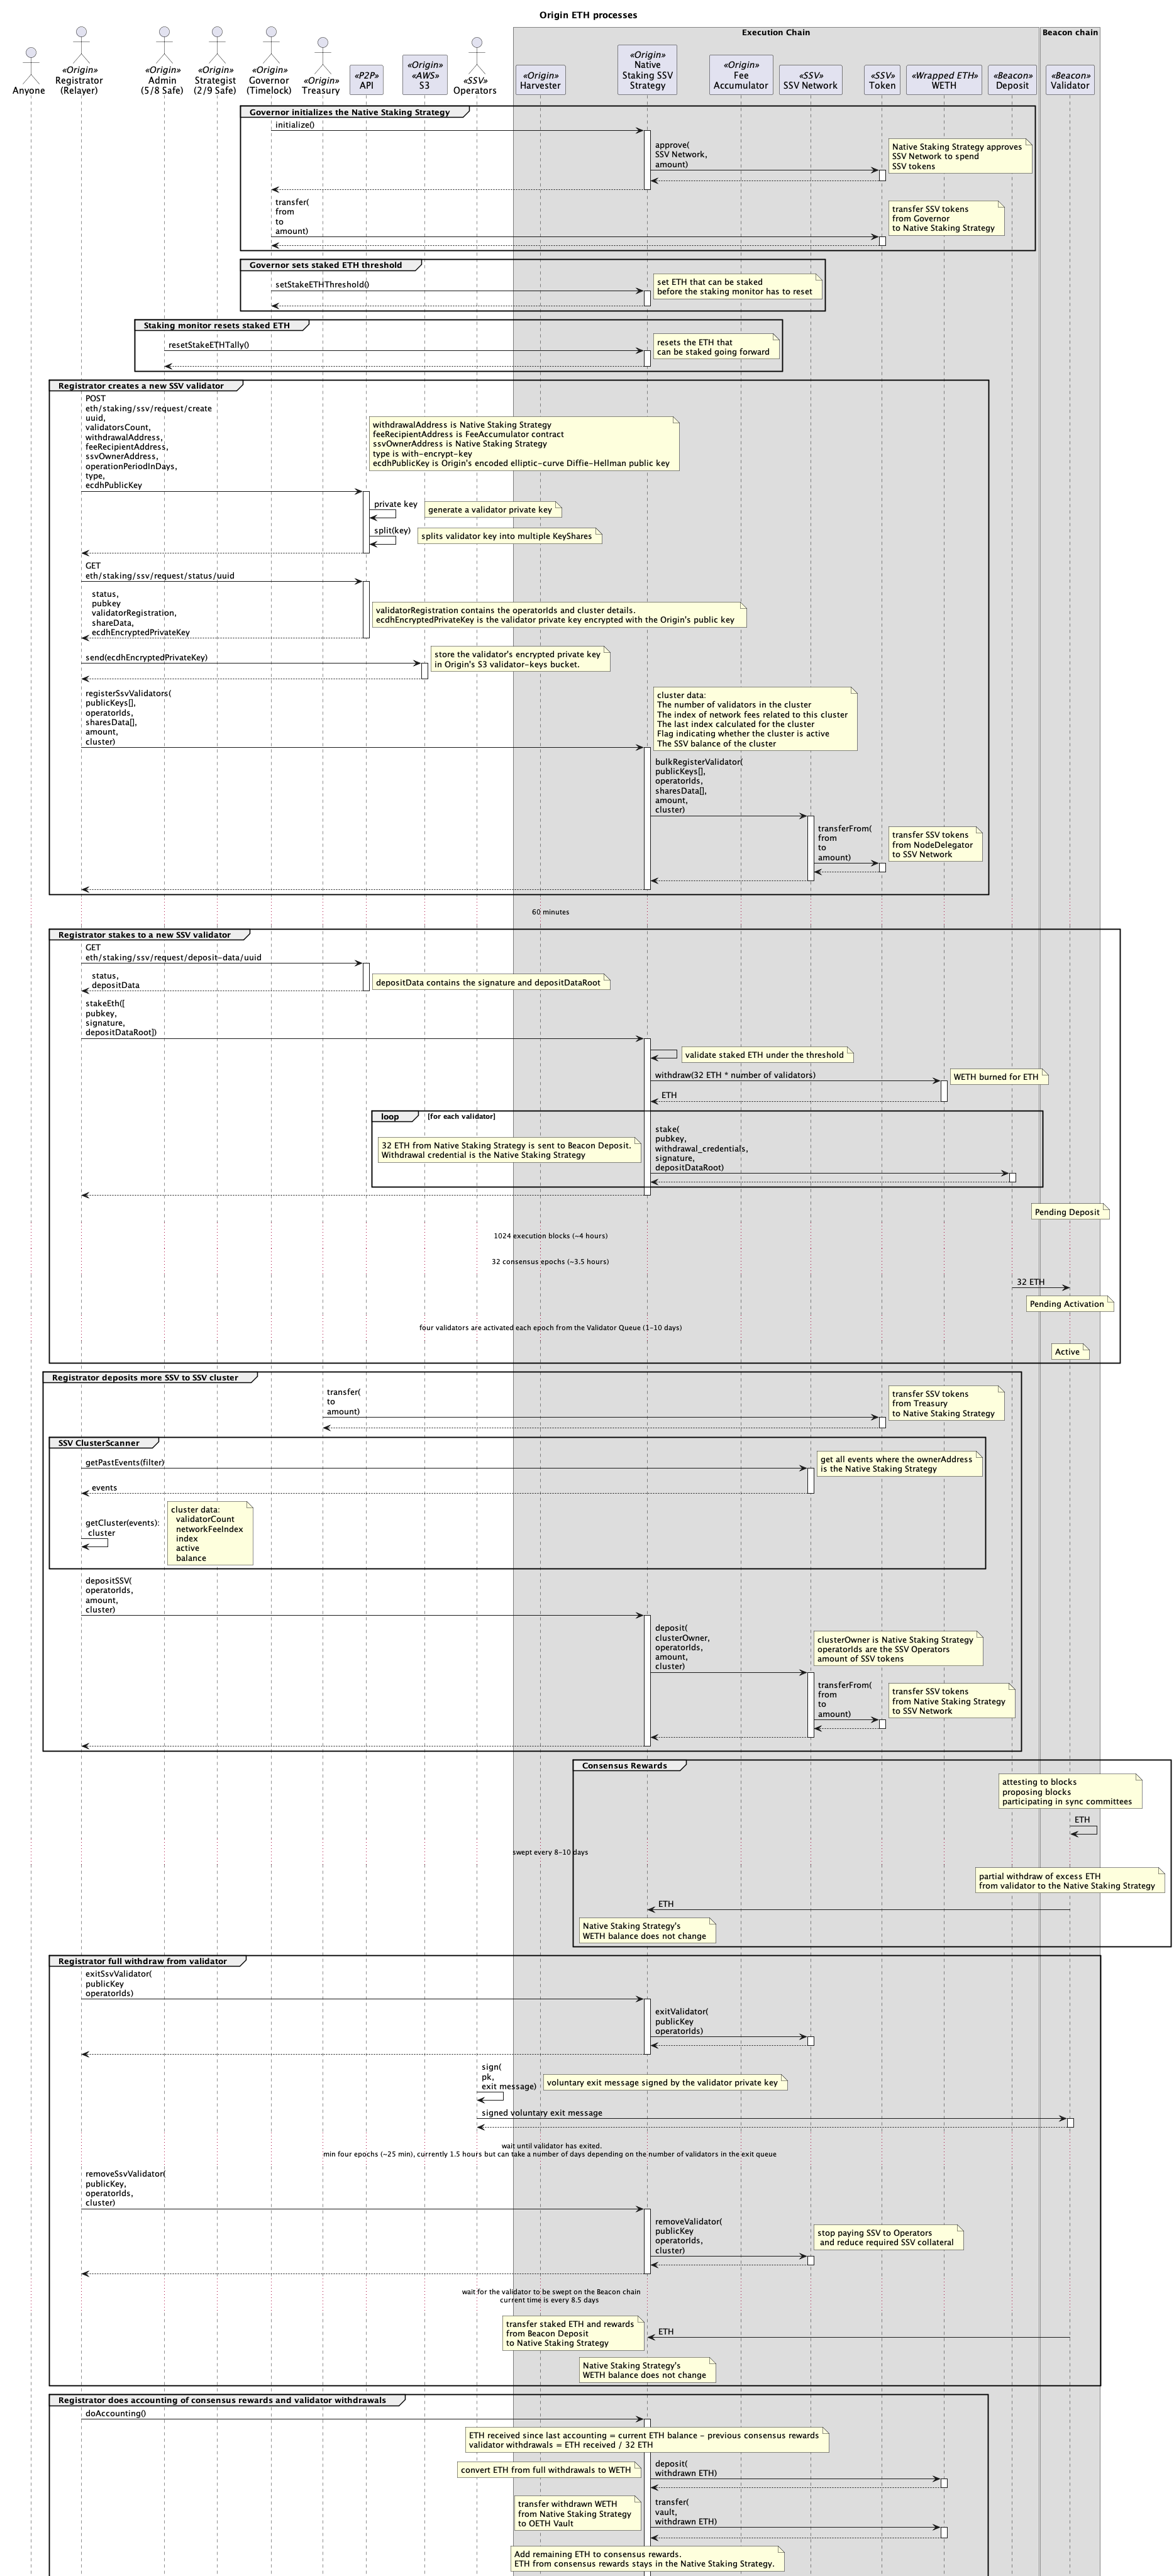 Origin ETH processes
Execution Chain
Beacon chain
Anyone
«Origin»
Registrator
(Relayer)
«Origin»
Admin
(5/8 Safe)
«Origin»
Strategist
(2/9 Safe)
«Origin»
Governor
(Timelock)
«Origin»
Treasury
«P2P»
API
«Origin»
«AWS»
S3
«SSV»
Operators
«Origin»
Harvester
«Origin»
Native
Staking SSV
Strategy
«Origin»
Fee
Accumulator
«SSV»
SSV Network
«SSV»
Token
«Wrapped ETH»
WETH
«Beacon»
Deposit
«Beacon»
Validator
Governor initializes the Native Staking Strategy
initialize()
approve(
SSV Network,
amount)
Native Staking Strategy approves
SSV Network to spend
SSV tokens
transfer(
from
to
amount)
transfer SSV tokens
from Governor
to Native Staking Strategy
Governor sets staked ETH threshold
setStakeETHThreshold()
set ETH that can be staked
before the staking monitor has to reset
Staking monitor resets staked ETH
resetStakeETHTally()
resets the ETH that
can be staked going forward
Registrator creates a new SSV validator
POST
eth/staking/ssv/request/create
uuid,
validatorsCount,
withdrawalAddress,
feeRecipientAddress,
ssvOwnerAddress,
operationPeriodInDays,
type,
ecdhPublicKey
withdrawalAddress is Native Staking Strategy
feeRecipientAddress is FeeAccumulator contract
ssvOwnerAddress is Native Staking Strategy
type is with-encrypt-key
ecdhPublicKey is Origin's encoded elliptic-curve Diffie-Hellman public key
private key
generate a validator private key
split(key)
splits validator key into multiple KeyShares
GET
eth/staking/ssv/request/status/uuid
status,
pubkey
validatorRegistration,
shareData,
ecdhEncryptedPrivateKey
validatorRegistration contains the operatorIds and cluster details.
ecdhEncryptedPrivateKey is the validator private key encrypted with the Origin's public key
send(ecdhEncryptedPrivateKey)
store the validator's encrypted private key
in Origin's S3 validator-keys bucket.
registerSsvValidators(
publicKeys[],
operatorIds,
sharesData[],
amount,
cluster)
cluster data:
The number of validators in the cluster
The index of network fees related to this cluster
The last index calculated for the cluster
Flag indicating whether the cluster is active
The SSV balance of the cluster
bulkRegisterValidator(
publicKeys[],
operatorIds,
sharesData[],
amount,
cluster)
transferFrom(
from
to
amount)
transfer SSV tokens
from NodeDelegator
to SSV Network
60 minutes
Registrator stakes to a new SSV validator
GET
eth/staking/ssv/request/deposit-data/uuid
status,
depositData
depositData contains the signature and depositDataRoot
stakeEth([
pubkey,
signature,
depositDataRoot])
validate staked ETH under the threshold
withdraw(32 ETH * number of validators)
WETH burned for ETH
ETH
loop
[for each validator]
32 ETH from Native Staking Strategy is sent to Beacon Deposit.
Withdrawal credential is the Native Staking Strategy
stake(
pubkey,
withdrawal_credentials,
signature,
depositDataRoot)
Pending Deposit
1024 execution blocks (~4 hours)
32 consensus epochs (~3.5 hours)
32 ETH
Pending Activation
four validators are activated each epoch from the Validator Queue (1-10 days)
Active
Registrator deposits more SSV to SSV cluster
transfer(
to
amount)
transfer SSV tokens
from Treasury
to Native Staking Strategy
SSV ClusterScanner
getPastEvents(filter)
get all events where the ownerAddress
is the Native Staking Strategy
events
getCluster(events):
cluster
cluster data:
validatorCount
networkFeeIndex
index
active
balance
depositSSV(
operatorIds,
amount,
cluster)
deposit(
clusterOwner,
operatorIds,
amount,
cluster)
clusterOwner is Native Staking Strategy
operatorIds are the SSV Operators
amount of SSV tokens
transferFrom(
from
to
amount)
transfer SSV tokens
from Native Staking Strategy
to SSV Network
Consensus Rewards
attesting to blocks
proposing blocks
participating in sync committees
ETH
swept every 8-10 days
partial withdraw of excess ETH
from validator to the Native Staking Strategy
ETH
Native Staking Strategy's
WETH balance does not change
Registrator full withdraw from validator
exitSsvValidator(
publicKey
operatorIds)
exitValidator(
publicKey
operatorIds)
sign(
pk,
exit message)
voluntary exit message signed by the validator private key
signed voluntary exit message
wait until validator has exited.
min four epochs (~25 min), currently 1.5 hours but can take a number of days depending on the number of validators in the exit queue
removeSsvValidator(
publicKey,
operatorIds,
cluster)
removeValidator(
publicKey
operatorIds,
cluster)
stop paying SSV to Operators
and reduce required SSV collateral
wait for the validator to be swept on the Beacon chain
current time is every 8.5 days
transfer staked ETH and rewards
from Beacon Deposit
to Native Staking Strategy
ETH
Native Staking Strategy's
WETH balance does not change
Registrator does accounting of consensus rewards and validator withdrawals
doAccounting()
ETH received since last accounting = current ETH balance - previous consensus rewards
validator withdrawals = ETH received / 32 ETH
convert ETH from full withdrawals to WETH
deposit(
withdrawn ETH)
transfer withdrawn WETH
from Native Staking Strategy
to OETH Vault
transfer(
vault,
withdrawn ETH)
Add remaining ETH to consensus rewards.
ETH from consensus rewards stays in the Native Staking Strategy.